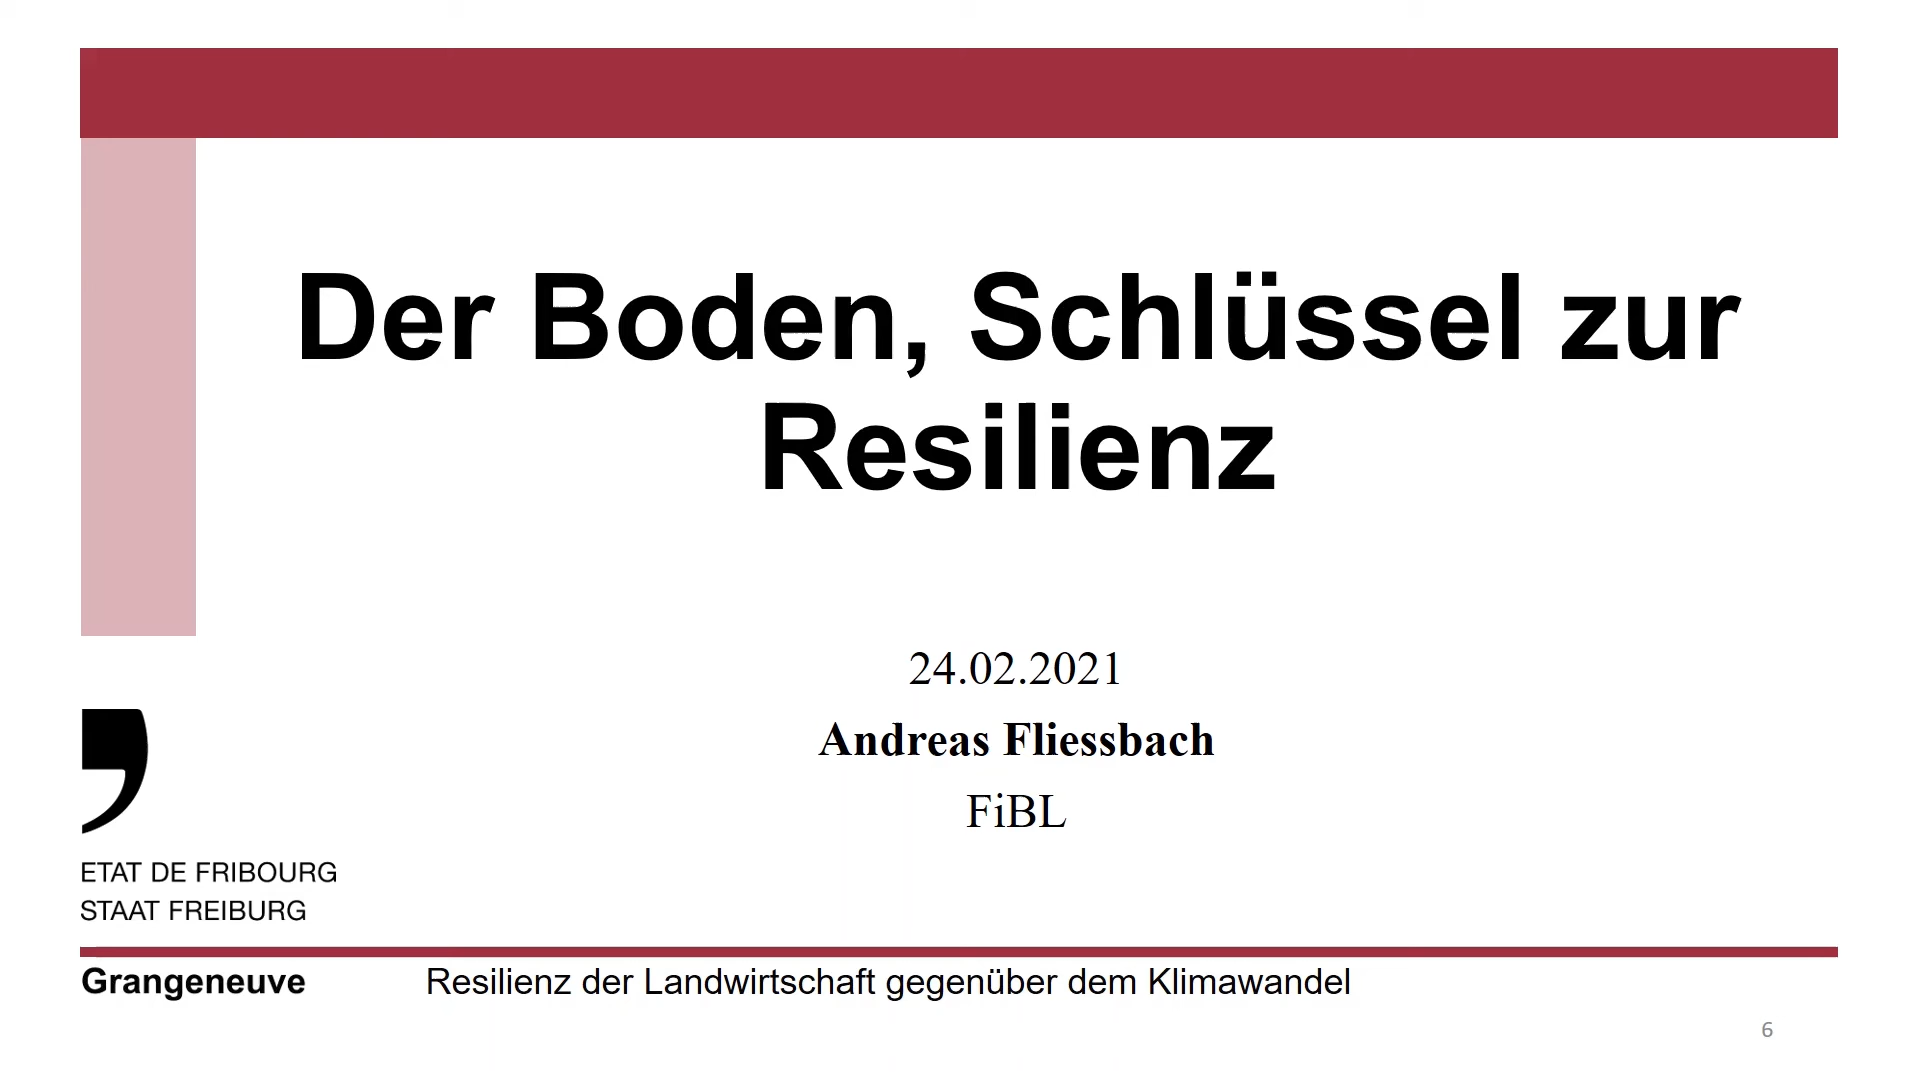 Der Boden, Schlüssel zur
Resilienz
24.02.2021
Andreas Fliessbach
FiBL
ETAT DE FRIBOURG
STAAT FREIBURG
Grangeneuve
Resilienz der Landwirtschaft gegenüber dem Klimawandel
6